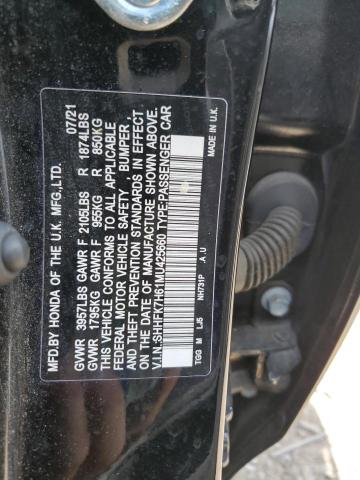 MFD.BY HONDA OF THE U.K. MFG.,LTD. 07/21
GVWR 3957LBS GAWR F 2105LBS R 1874LBS
GVWR 1795KG GAWR F 955KG R 850KG
THIS VEHICLE CONFORMS TO ALL APPLICABLE
FEDERAL MOTOR VEHICLE SAFETY BUMPER,
AND THEFT PREVENTION STANDARDS IN EFFECT
ON THE DATE OF MANUFACTURE SHOWN ABOVE.
V.I.N.:SHHFK7H61MU425660 TYPE:PASSENGER CAR
TGG M LJ5 NH731P A.U MADE IN U.K.